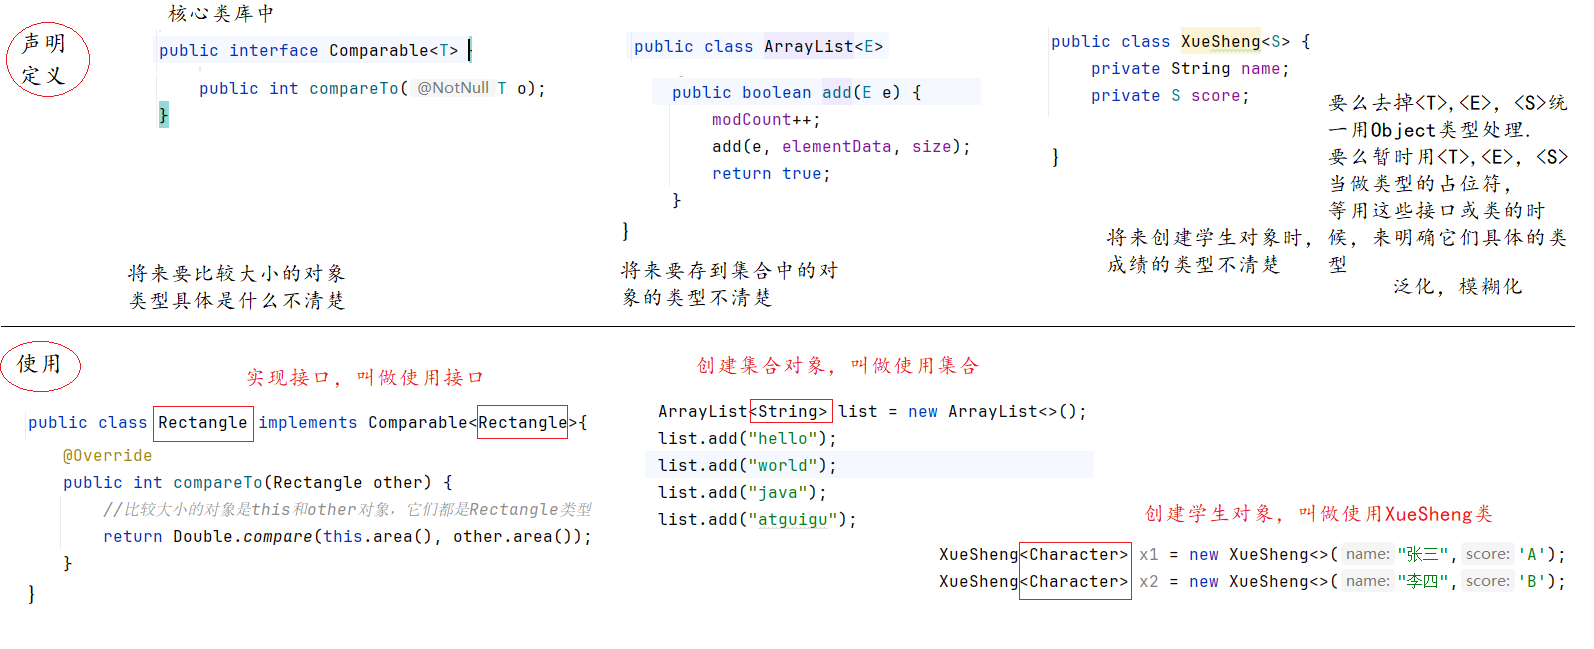 核心类库中
声明
定义
public interface Comparable<T> {
public int compareTo( @NotNull T o);
}
将来要比较大小的对象
类型具体是什么不清楚
public class ArrayList<E>
public boolean add(E e) {
modCount++;
add(e, elementData, size);
return true;
}
}
将来要存到集合中的对
象的类型不清楚
public class XueSheng<S> {
private String name;
private S score;
}
将来创建学生对象时，
成绩的类型不清楚
要么去掉<T>,<E>, <S>统
一用Object类型处理.
要么暂时用<T>,<E>, <S>
当做类型的占位符，
等用这些接口或类的时
候，来明确它们具体的类
型
泛化，模糊化
使用
实现接口，叫做使用接口
public class Rectangle implements Comparable<Rectangle>{
@Override
public int compareTo(Rectangle other) {
//比较大小的对象是this和other对象，它们都是Rectangle类型
return Double.compare(this.area(), other.area());
}
}
创建集合对象，叫做使用集合
ArrayList<String> list = new ArrayList<>();
list.add("hello");
list.add("world");
list.add("java");
list.add("atguigu");
创建学生对象，叫做使用XueSheng类
XueSheng<Character> x1 = new XueSheng<>( name: "张三", score: 'A');
XueSheng<Character> x2 = new XueSheng<>( name: "李四", score: 'B');